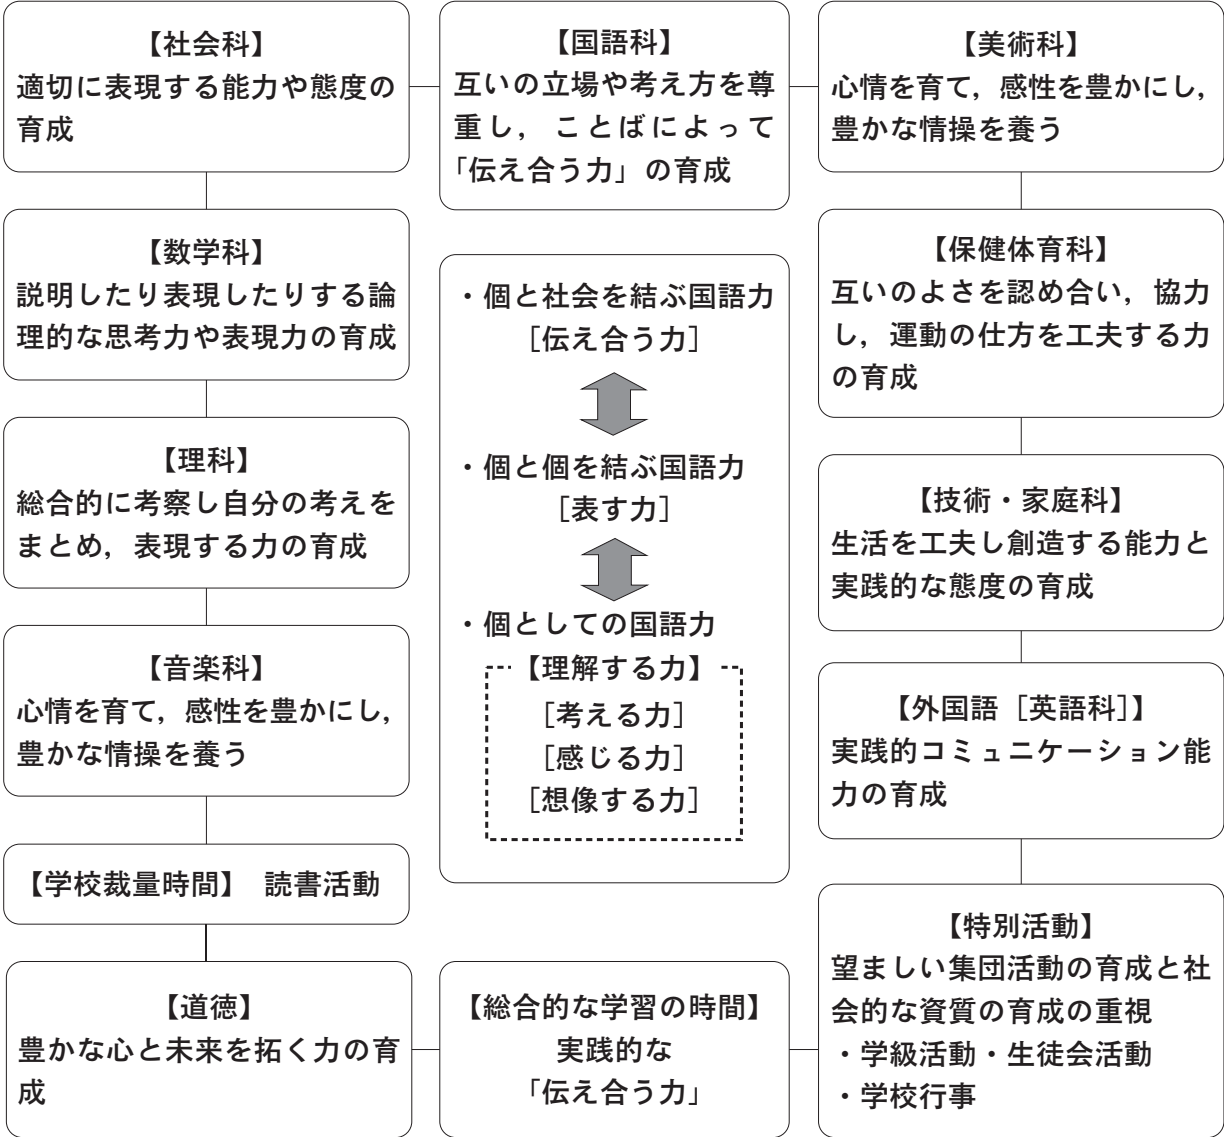 【社会科】
適切に表現する能力や態度の
育成
【国語科】
互いの立場や考え方を尊
重し，ことばによって
「伝え合う力」の育成
【美術科】
心情を育て，感性を豊かにし，
豊かな情操を養う
【数学科】
説明したり表現したりする論
理的な思考力や表現力の育成
・個と社会を結ぶ国語力
［伝え合う力］
・個と個を結ぶ国語力
［表す力］
・個としての国語力
【理解する力】
［考える力］
［感じる力］
［想像する力］
【保健体育科】
互いのよさを認め合い，協力
し，運動の仕方を工夫する力
の育成
【理科】
総合的に考察し自分の考えを
まとめ，表現する力の育成
【技術・家庭科】
生活を工夫し創造する能力と
実践的な態度の育成
【音楽科】
心情を育て，感性を豊かにし，
豊かな情操を養う
【外国語［英語科］】
実践的コミュニケーション能
力の育成
【学校裁量時間】 読書活動
【道徳】
豊かな心と未来を拓く力の育
成
【総合的な学習の時間】
実践的な
「伝え合う力」
【特別活動】
望ましい集団活動の育成と社
会的な資質の育成の重視
・学級活動・生徒会活動
・学校行事